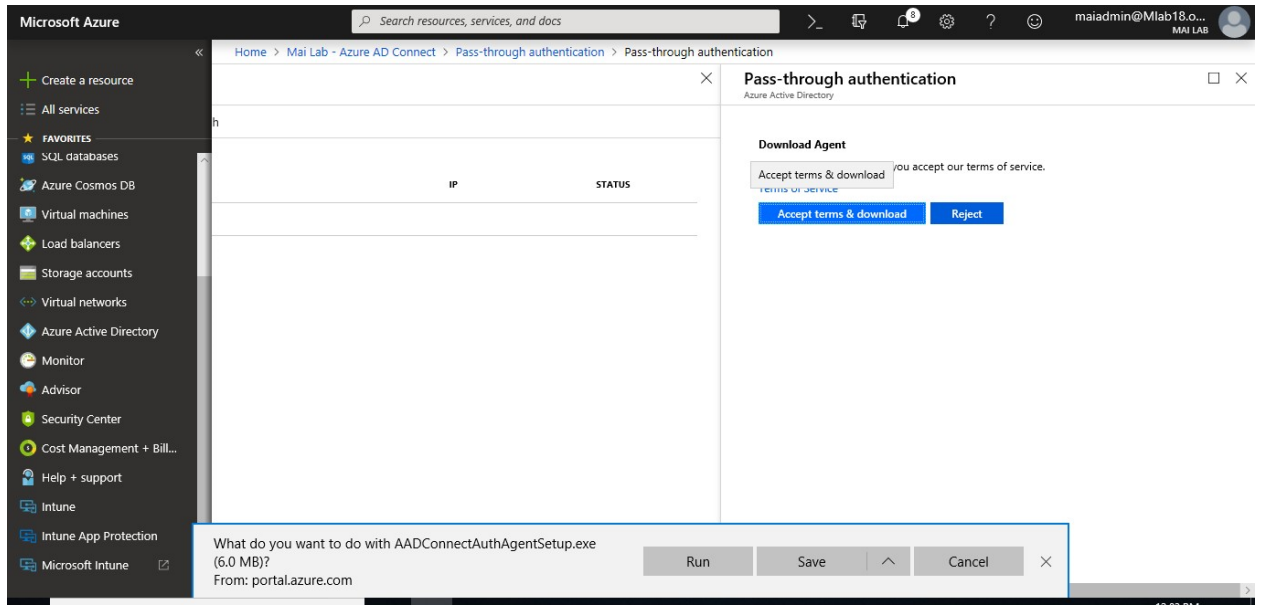 Microsoft Azure
Search resources, services, and docs
8
maiadmin@Mlab18.o...
MAI LAB
«
Home > Mai Lab - Azure AD Connect > Pass-through authentication > Pass-through authentication
Create a resource
All services
FAVORITES
SQL databases
Azure Cosmos DB
Virtual machines
Load balancers
Storage accounts
Virtual networks
Azure Active Directory
Monitor
Advisor
Security Center
Cost Management + Bill...
Help + support
Intune
Intune App Protection
Microsoft Intune
h
IP STATUS
Pass-through authentication
Azure Active Directory
Download Agent
you accept our terms of service.
Accept terms & download
Terms of Service
Accept terms & download Reject
What do you want to do with AADConnectAuthAgentSetup.exe
(6.0 MB)?
From: portal.azure.com
Run Save Cancel